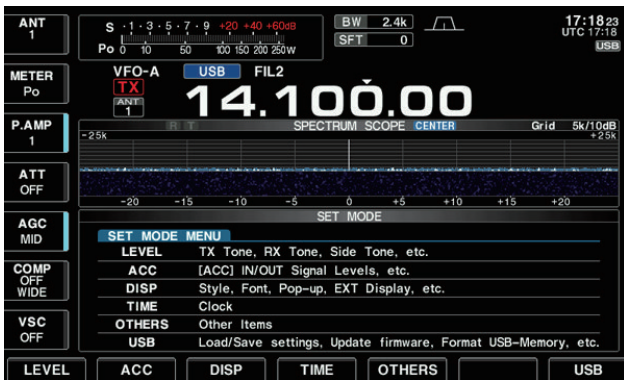 ANT
1
S ·1·3·5·7·9 +20 +40 +60dB
Po 0 10 50 100 150 200 250W
BW 2.4k
SFT 0
17:18 23
UTC 17:18
USB
METER
Po
VFO-A USB FIL2
TX
ANT
1
14.100.00
P.AMP
1
R T SPECTRUM SCOPE CENTER Grid 5k/10dB
-25k +25k
ATT
OFF
-20 -15 -10 -5 0 +5 +10 +15 +20
SET MODE
AGC
MID
SET MODE MENU
LEVEL TX Tone, RX Tone, Side Tone, etc.
ACC [ACC] IN/OUT Signal Levels, etc.
DISP Style, Font, Pop-up, EXT Display, etc.
TIME Clock
OTHERS Other Items
USB Load/Save settings, Update firmware, Format USB-Memory, etc.
COMP
OFF
WIDE
VSC
OFF
LEVEL ACC DISP TIME OTHERS USB